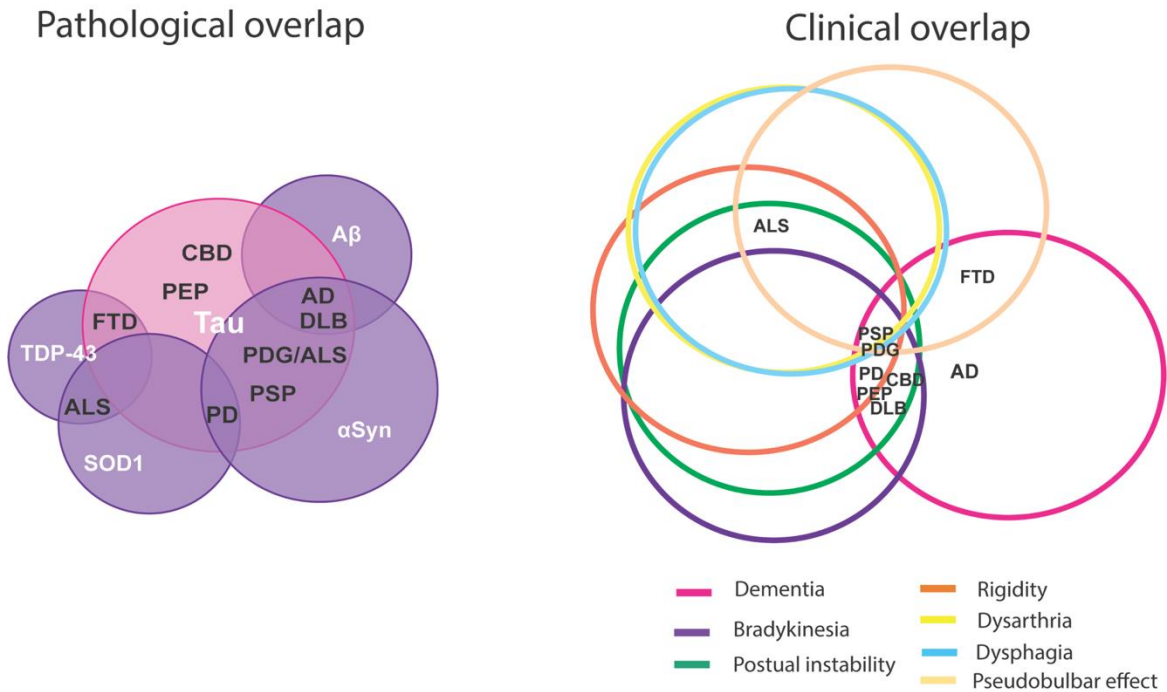 Pathological overlap
Clinical overlap
Aβ
CBD
PEP
AD
DLB
FTD
Tau
TDP-43
PDG/ALS
PSP
ALS
PD
αSyn
SOD1
ALS
FTD
PSP
PDG
PD
CBD
AD
PEP
DLB
Dementia
Bradykinesia
Postual instability
Rigidity
Dysarthria
Dysphagia
Pseudobulbar effect